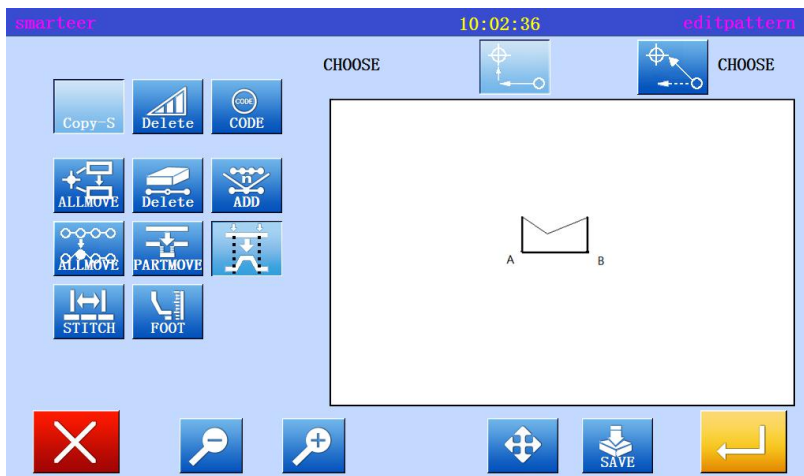 smarteer 10:02:36 editpattern
CHOOSE CHOOSE
Copy-S Delete CODE CODE
ALLMOVE Delete n ADD
ALLMOVE PARTMOVE
STITCH FOOT
A B
SAVE